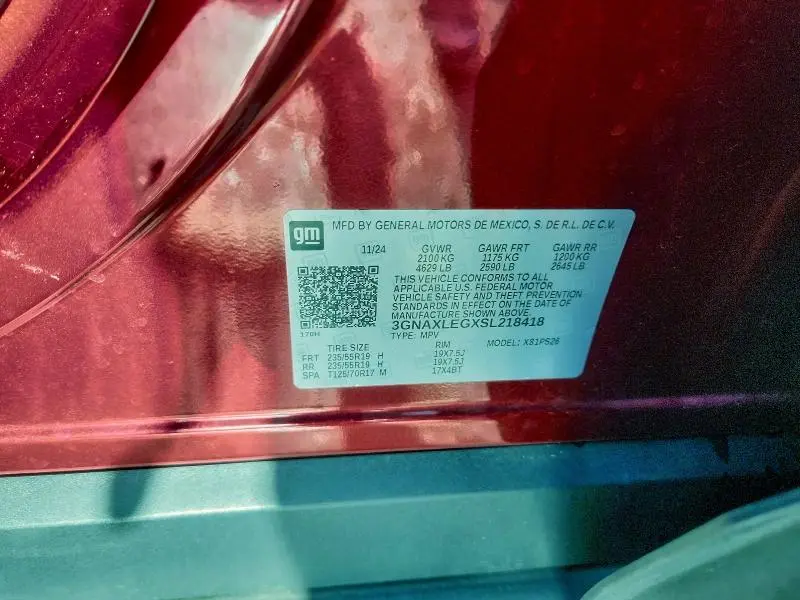 gm
MFD BY GENERAL MOTORS DE MEXICO, S. DE R.L. DE C.V.
11/24 GVWR GAWR FRT GAWR RR
2100 KG 1175 KG 1200 KG
4629 LB 2590 LB 2645 LB
THIS VEHICLE CONFORMS TO ALL
APPLICABLE U.S. FEDERAL MOTOR
VEHICLE SAFETY AND THEFT PREVENTION
STANDARDS IN EFFECT ON THE DATE OF
MANUFACTURE SHOWN ABOVE.
3GNAXLEGXSL218418
170H TYPE: MPV
TIRE SIZE RIM MODEL: X81PS26
FRT 235/55R19 H 19X7.5J
RR 235/55R19 H 19X7.5J
SPA T125/70R17 M 17X4BT